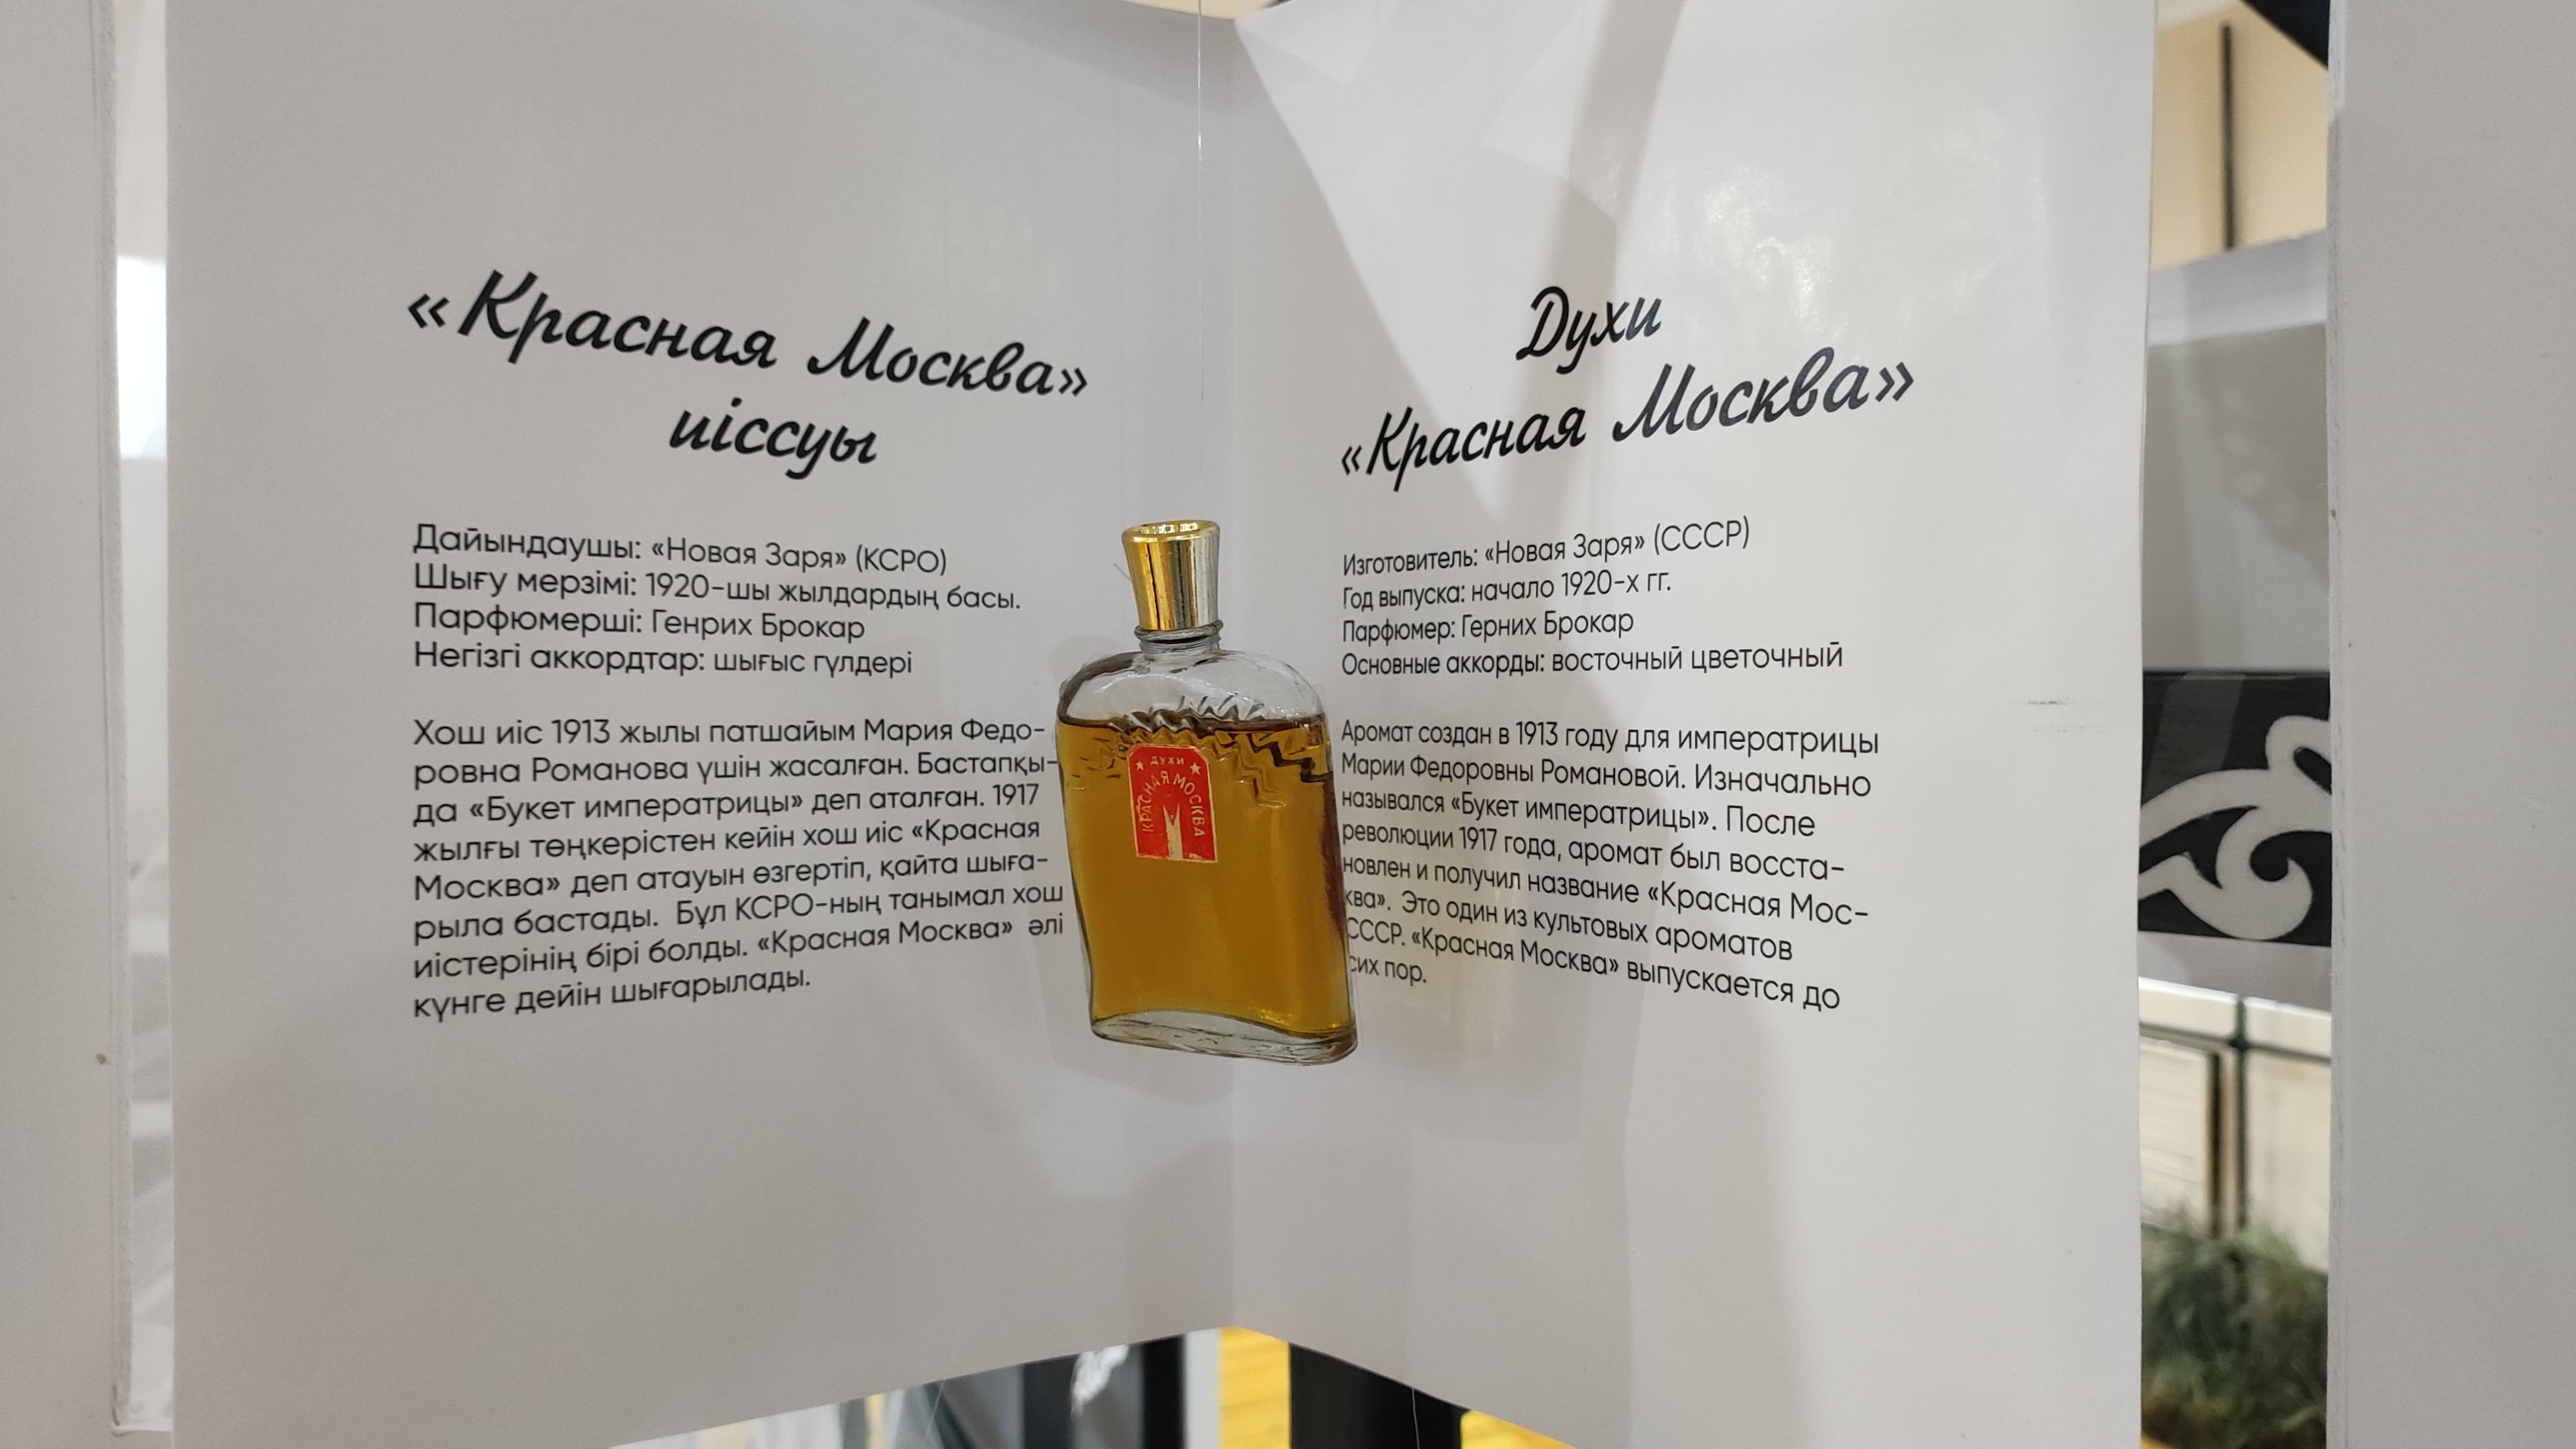 «Красная Москва»
иіссуы
Дайындаушы: «Новая Заря» (КСРО)
Шығу мерзімі: 1920-шы жылдардың басы.
Парфюмерші: Генрих Брокар
Негізгі аккордтар: шығыс гүлдері
Хош иіс 1913 жылы патшайым Мария Федо-
ровна Романова үшін жасалған. Бастапқы-
да «Букет императрицы» деп аталған. 1917
жылғы төңкерістен кейін хош иіс «Красная
Москва» деп атауын өзгертіп, қайта шыға-
рыла бастады. Бұл КСРО-ның танымал хош
иістерінің бірі болды. «Красная Москва» әлі
күнге дейін шығарылады.
ДУХИ
КРАСНАЯ МОСКВА
Духи
«Красная Москва»
Изготовитель: «Новая Заря» (СССР)
Год выпуска: начало 1920-х гг.
Парфюмер: Герних Брокар
Основные аккорды: восточный цветочный
Аромат создан в 1913 году для императрицы
Марии Федоровны Романовой. Изначально
назывался «Букет императрицы». После
революции 1917 года, аромат был восста-
новлен и получил название «Красная Мос-
ква». Это один из культовых ароматов
СССР. «Красная Москва» выпускается до
сих пор.